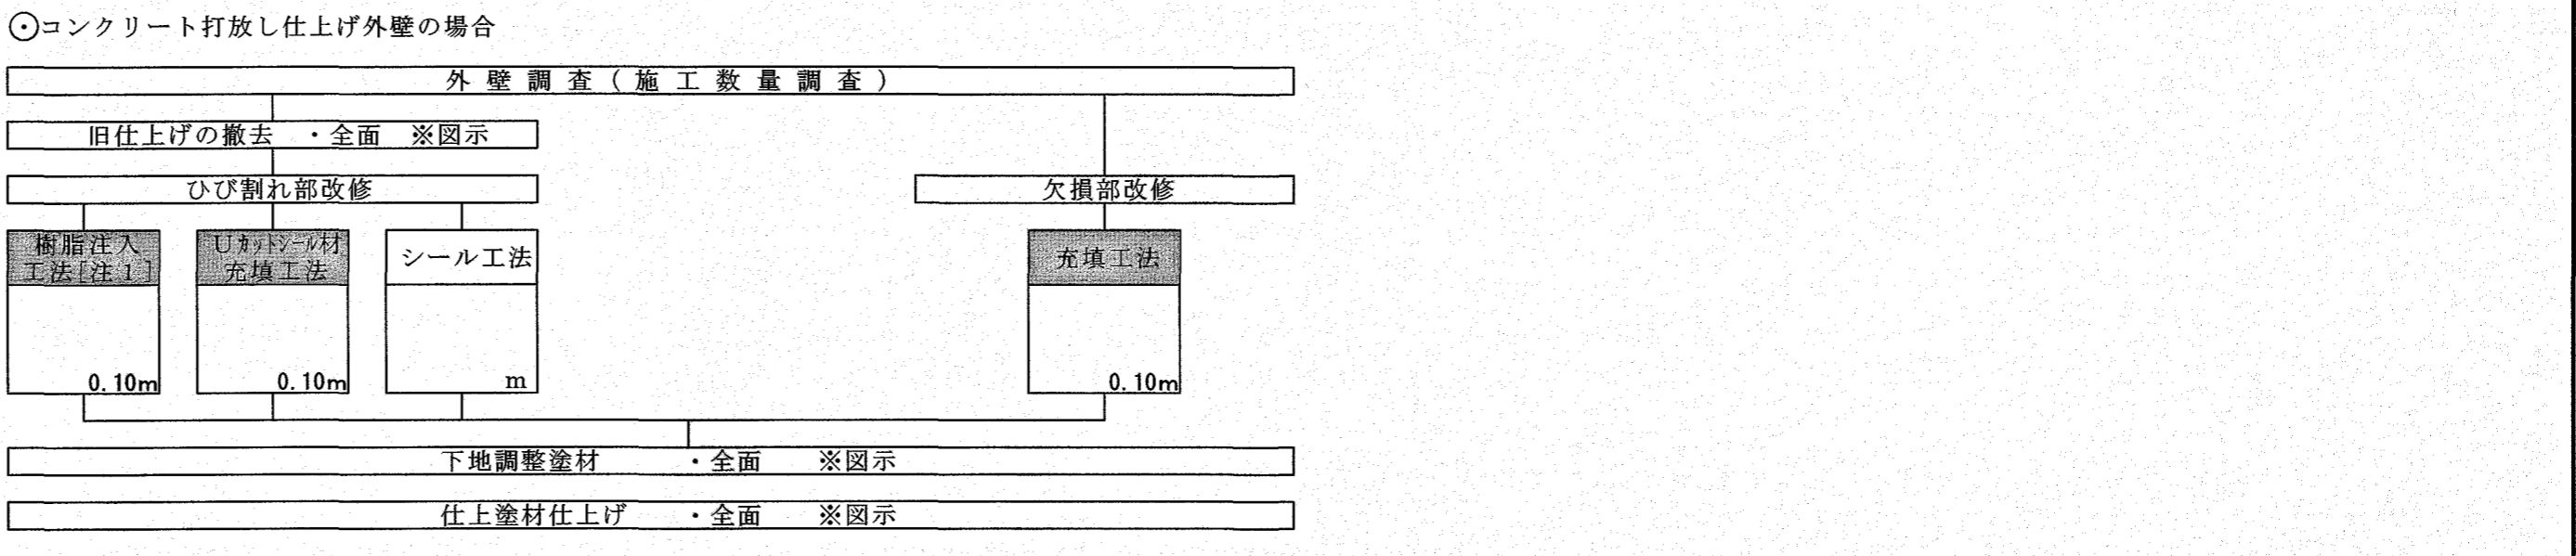 ⊙コンクリート打放し仕上げ外壁の場合
外壁調査(施工数量調査)
旧仕上げの撤去 ・全面 ※図示
ひび割れ部改修
欠損部改修
樹脂注入
工法[注1]
Uカットシール材
充填工法
シール工法
充填工法
0.10m
0.10m
m
0.10m
下地調整塗材 ・全面 ※図示
仕上塗材仕上げ ・全面 ※図示